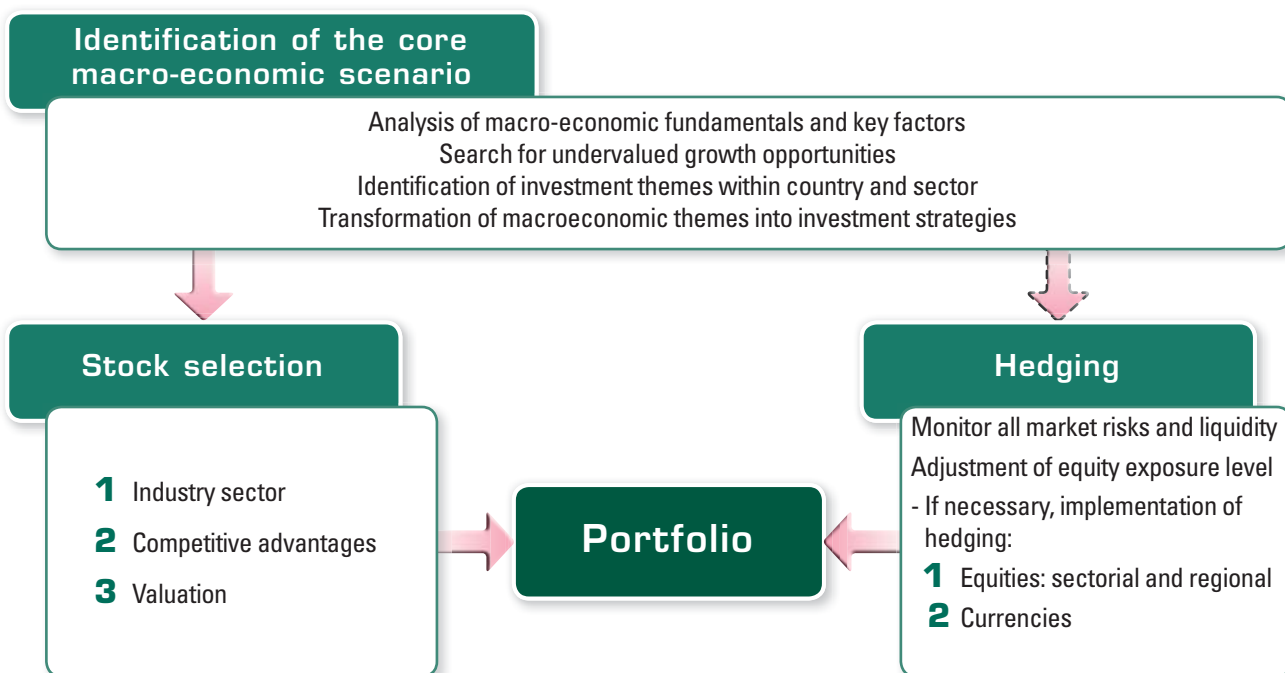 Identification of the core
macro-economic scenario
Analysis of macro-economic fundamentals and key factors
Search for undervalued growth opportunities
Identification of investment themes within country and sector
Transformation of macroeconomic themes into investment strategies
Stock selection
1 Industry sector
2 Competitive advantages
3 Valuation
Portfolio
Hedging
Monitor all market risks and liquidity
Adjustment of equity exposure level
- If necessary, implementation of
hedging:
1 Equities: sectorial and regional
2 Currencies